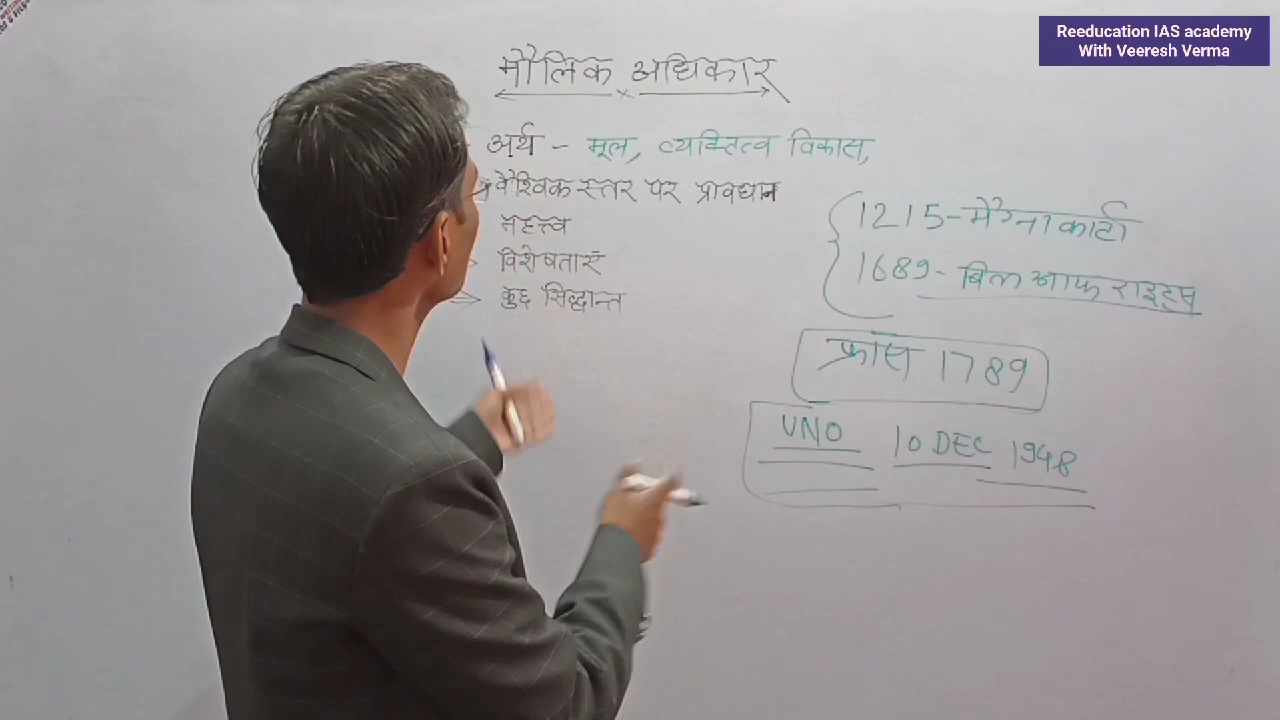 Reeducation IAS academy
With Veeresh Verma
मौलिक अधिकार
अर्थ - मूल, व्यक्तित्व विकास,
वैश्विक स्तर पर प्रावधान
महत्त्व
विशेषताएं
कुछ सिद्धान्त
1215 - मैग्ना कार्टा
1689 - बिल आफ राइट्स
फ्रांस 1789
UNO 10 DEC 1948